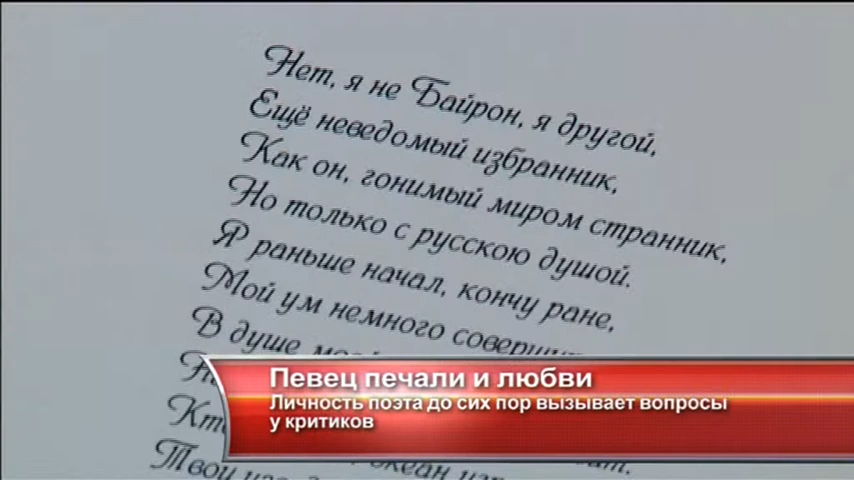 Нет, я не Байрон, я другой,
Ещё неведомый избранник,
Как он, гонимый миром странник,
Но только с русскою душой.
Я раньше начал, кончу ране,
Мой ум немного
В душе
Твои
Певец печали и любви
Личность поэта до сих пор вызывает вопросы
у критиков